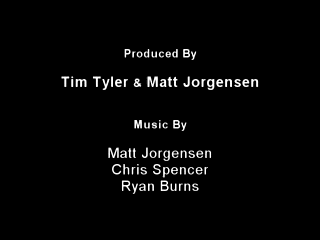 Produced By
Tim Tyler & Matt Jorgensen
Music By
Matt Jorgensen
Chris Spencer
Ryan Burns